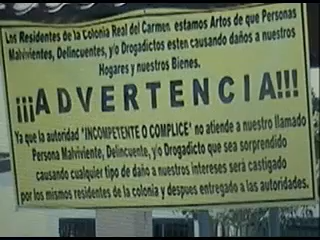 Los Residentes de la Colonia Real del Carmen estamos Artos de que Personas
Malvivientes, Delincuentes, y/o Drogadictos esten causando daños a nuestros
Hogares y nuestros Bienes.
¡¡¡ADVERTENCIA!!!
Ya que la autoridad "INCOMPETENTE O COMPLICE" no atiende a nuestro llamado
Persona Malviviente, Delincuente, y/o Drogadicto que sea sorprendido
causando cualquier tipo de daño a nuestros intereses será castigado
por los mismos residentes de la colonia y despues entregado a las autoridades.